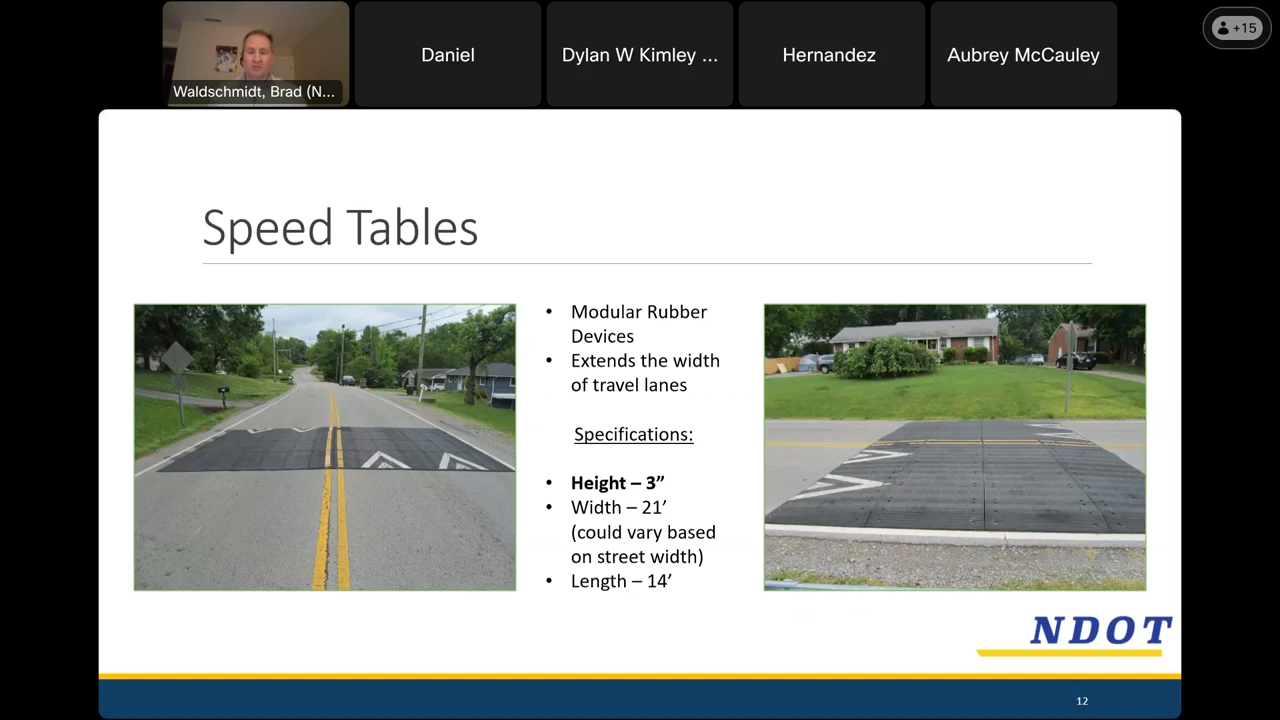 Waldschmidt, Brad (N...
Daniel
Dylan W Kimley ...
Hernandez
Aubrey McCauley
+15
Speed Tables
• Modular Rubber
Devices
• Extends the width
of travel lanes
Specifications:
• Height – 3”
• Width – 21’
(could vary based
on street width)
• Length – 14’
NDOT
12